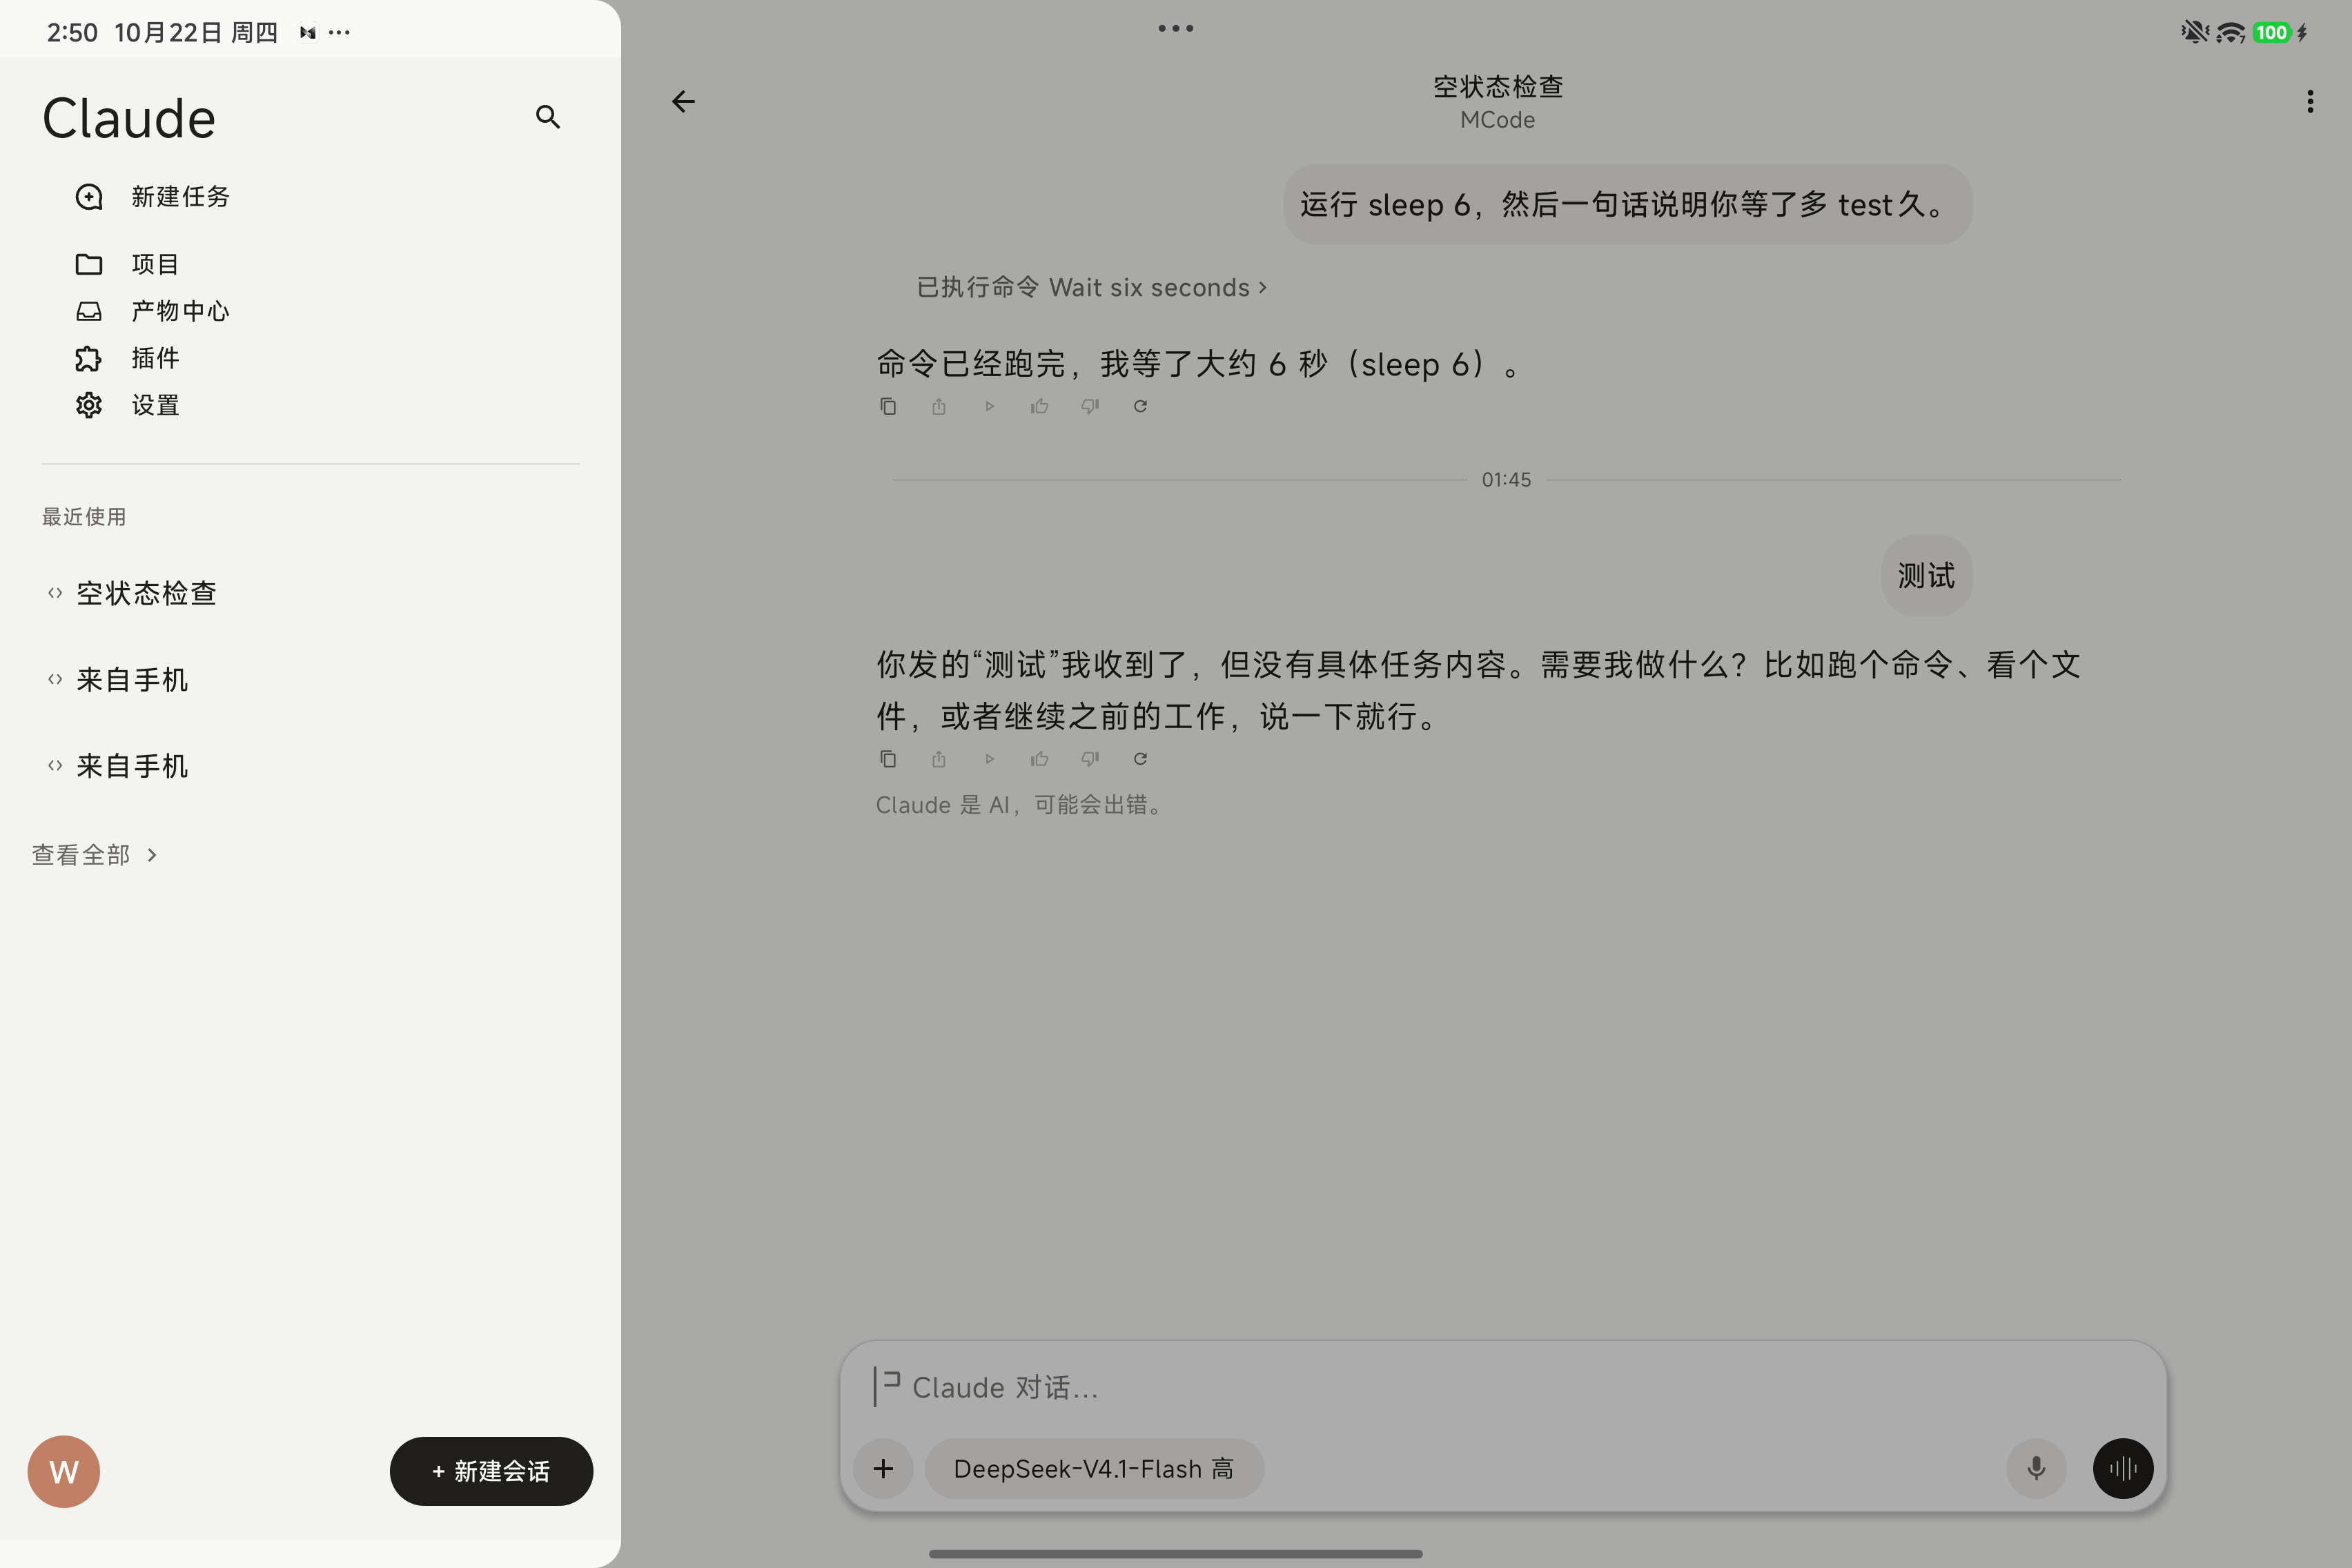 2:50 10月22日 周四
100
Claude
新建任务
项目
产物中心
插件
设置
最近使用
空状态检查
来自手机
来自手机
查看全部
W
+ 新建会话
空状态检查
MCode
运行 sleep 6，然后一句话说明你等了多 test久。
已执行命令 Wait six seconds
命令已经跑完，我等了大约 6 秒（sleep 6）。
01:45
测试
你发的“测试”我收到了，但没有具体任务内容。需要我做什么？比如跑个命令、看个文
件，或者继续之前的工作，说一下就行。
Claude 是 AI，可能会出错。
Claude 对话...
DeepSeek-V4.1-Flash 高